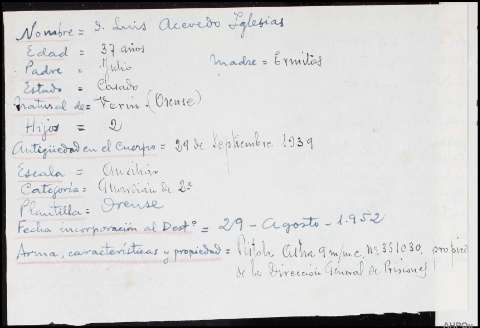 Nombre = D. Luis Acevedo Iglesias
Edad = 37 años
Padre = Julio Madre = Ermitas
Estado = Casado
Natural de = Verin (Orense)
Hijos = 2
Antigüedad en el Cuerpo = 29 de Septiembre 1939
Escala = Auxiliar
Categoría = Guardián de 2ª
Plantilla = Orense
Fecha incorporación al Dest.º = 29 - Agosto - 1.952
Arma, características y propiedad = Pistola Astra 9 m/m c. Nº 351030, propied
de la Dirección General de Prisiones